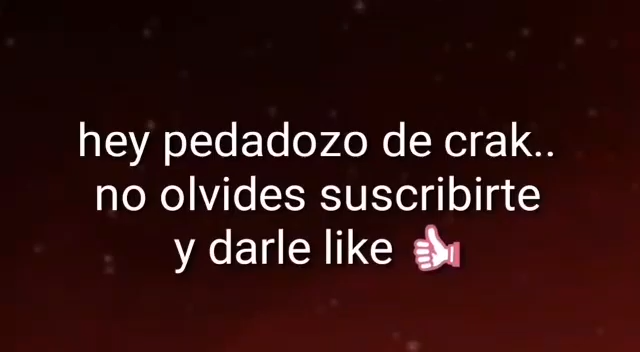 hey pedadozo de crak..
no olvides suscribirte
y darle like 👍